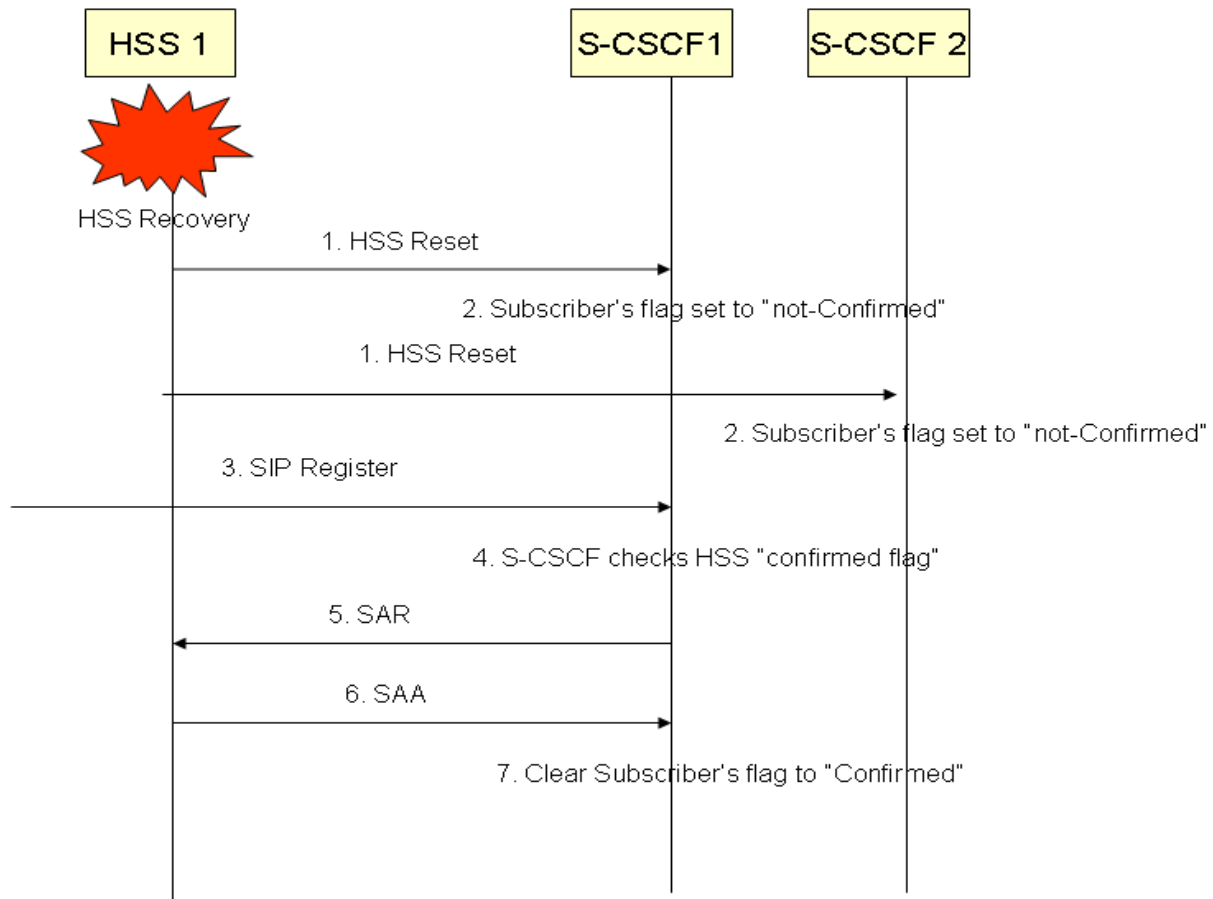 HSS 1
S-CSCF1
S-CSCF 2
HSS Recovery
1. HSS Reset
2. Subscriber's flag set to "not-Confirmed"
1. HSS Reset
2. Subscriber's flag set to "not-Confirmed"
3. SIP Register
4. S-CSCF checks HSS "confirmed flag"
5. SAR
6. SAA
7. Clear Subscriber's flag to "Confirmed"